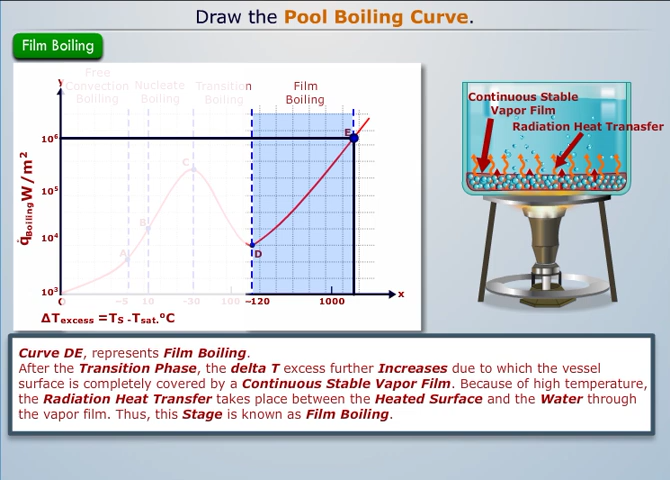 Draw the Pool Boiling Curve.
Film Boiling
Free
Convection
Boiling
Nucleate
Boiling
Transition
Boiling
Film
Boiling
y
q̇Boiling W/m²
10⁶
10⁵
10⁴
10³
A
B
C
D
E
0
~5
10
~30
100
~120
1000
x
ΔTexcess =TS -Tsat.ºC
Continuous Stable
Vapor Film
Radiation Heat Tranasfer
Curve DE, represents Film Boiling.
After the Transition Phase, the delta T excess further Increases due to which the vessel
surface is completely covered by a Continuous Stable Vapor Film. Because of high temperature,
the Radiation Heat Transfer takes place between the Heated Surface and the Water through
the vapor film. Thus, this Stage is known as Film Boiling.